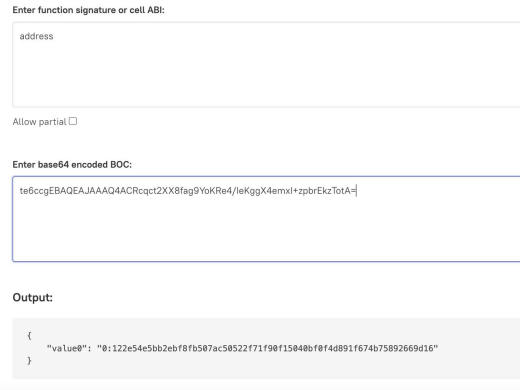 Enter function signature or cell ABI:
address
Allow partial
Enter base64 encoded BOC:
te6ccgEBAQEAJAAAQ4ACRcqct2XX8fag9YoKRe4/IeKggX4emxI+zpbrEkzTotA=
Output:
{
"value0": "0:122e54e5bb2ebf8fb507ac50522f71f90f15040bf0f4d891f674b75892669d16"
}